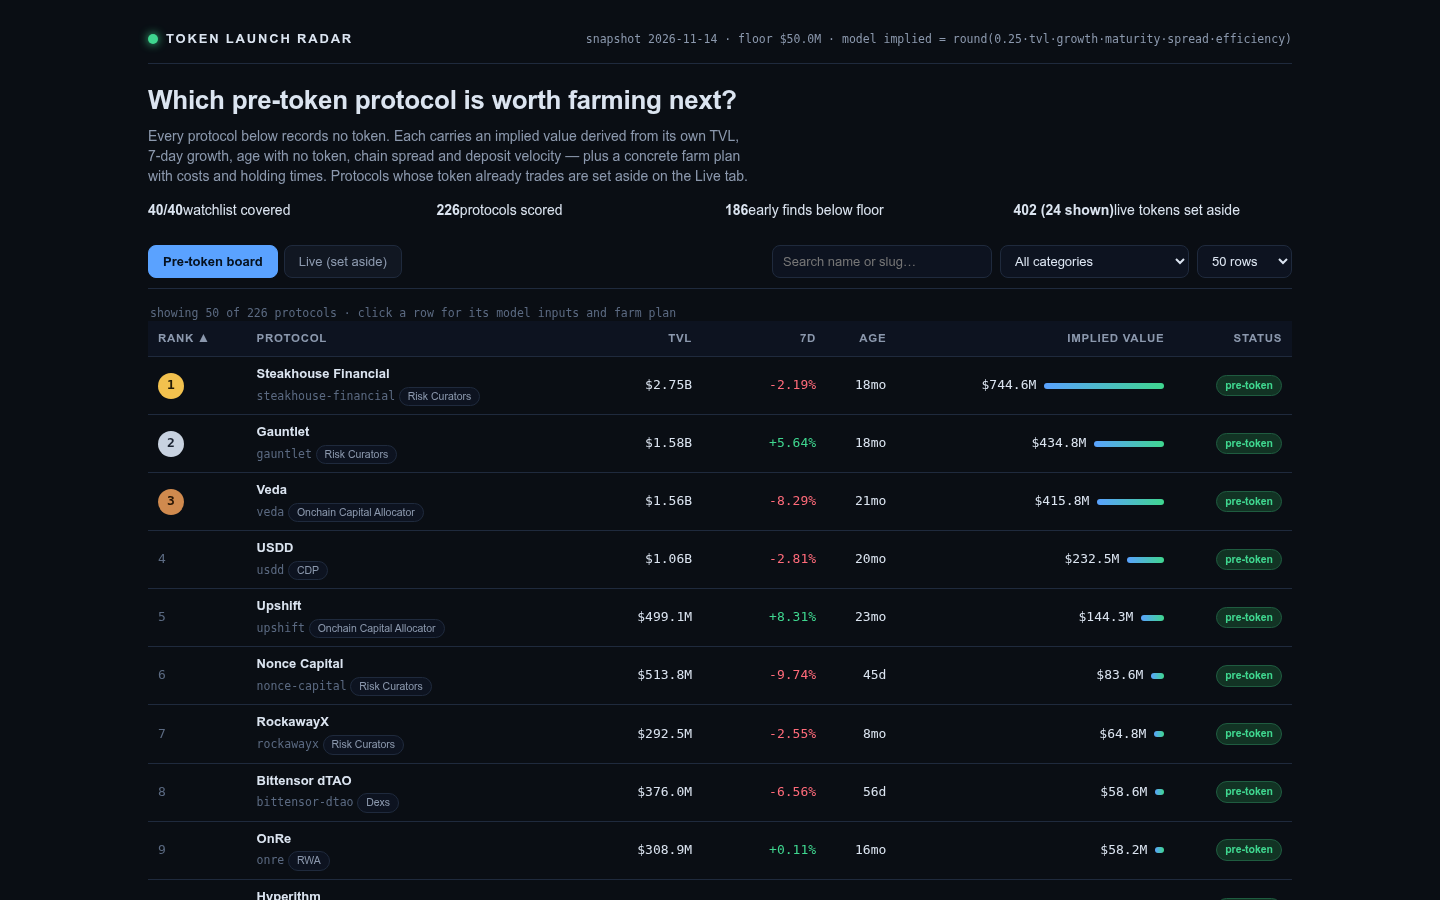 TOKEN LAUNCH RADAR
snapshot 2026-11-14 · floor $50.0M · model implied = round(0.25·tvl·growth·maturity·spread·efficiency)
Which pre-token protocol is worth farming next?
Every protocol below records no token. Each carries an implied value derived from its own TVL,
7-day growth, age with no token, chain spread and deposit velocity — plus a concrete farm plan
with costs and holding times. Protocols whose token already trades are set aside on the Live tab.
40/40watchlist covered 226protocols scored 186early finds below floor 402 (24 shown)live tokens set aside
Pre-token board Live (set aside) Search name or slug… All categories 50 rows
showing 50 of 226 protocols · click a row for its model inputs and farm plan
RANK ▲ PROTOCOL TVL 7D AGE IMPLIED VALUE STATUS
Steakhouse Financial
1 $2.75B -2.19% 18mo $744.6M pre-token
steakhouse-financial Risk Curators
Gauntlet
2 $1.58B +5.64% 18mo $434.8M pre-token
gauntlet Risk Curators
Veda
3 $1.56B -8.29% 21mo $415.8M pre-token
veda Onchain Capital Allocator
USDD
4 $1.06B -2.81% 20mo $232.5M pre-token
usdd CDP
Upshift
5 $499.1M +8.31% 23mo $144.3M pre-token
upshift Onchain Capital Allocator
Nonce Capital
6 $513.8M -9.74% 45d $83.6M pre-token
nonce-capital Risk Curators
RockawayX
7 $292.5M -2.55% 8mo $64.8M pre-token
rockawayx Risk Curators
Bittensor dTAO
8 $376.0M -6.56% 56d $58.6M pre-token
bittensor-dtao Dexs
OnRe
9 $308.9M +0.11% 16mo $58.2M pre-token
onre RWA
Hyperithm